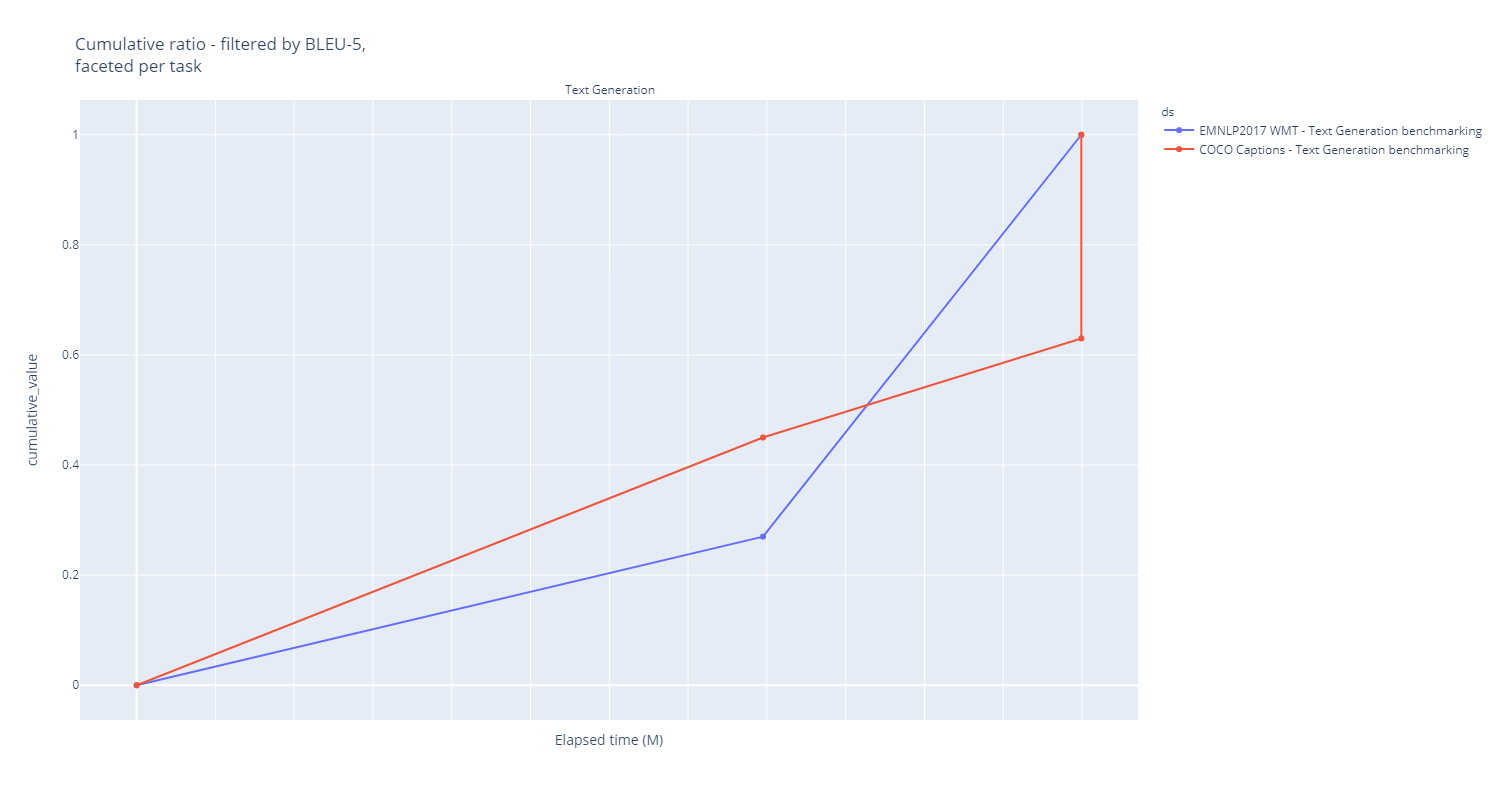 Cumulative ratio - filtered by BLEU-5,
faceted per task
Text Generation
ds
EMNLP2017 WMT - Text Generation benchmarking
COCO Captions - Text Generation benchmarking
1
0.8
0.6
0.4
0.2
0
cumulative_value
Elapsed time (M)